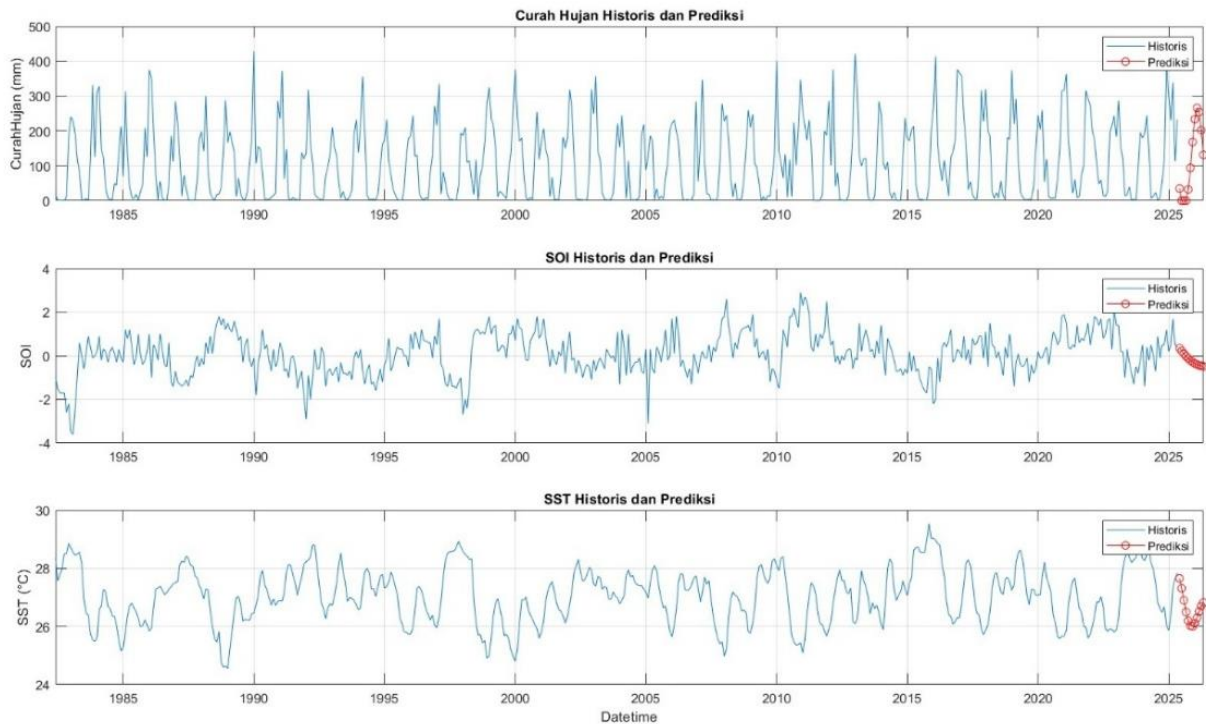 Curah Hujan Historis dan Prediksi
500
400
300
200
100
0
CurahHujan (mm)
Historis
Prediksi
1985 1990 1995 2000 2005 2010 2015 2020 2025
SOI Historis dan Prediksi
4
2
0
-2
-4
SOI
Historis
Prediksi
1985 1990 1995 2000 2005 2010 2015 2020 2025
SST Historis dan Prediksi
30
28
26
24
SST (°C)
Historis
Prediksi
1985 1990 1995 2000 2005 2010 2015 2020 2025
Datetime